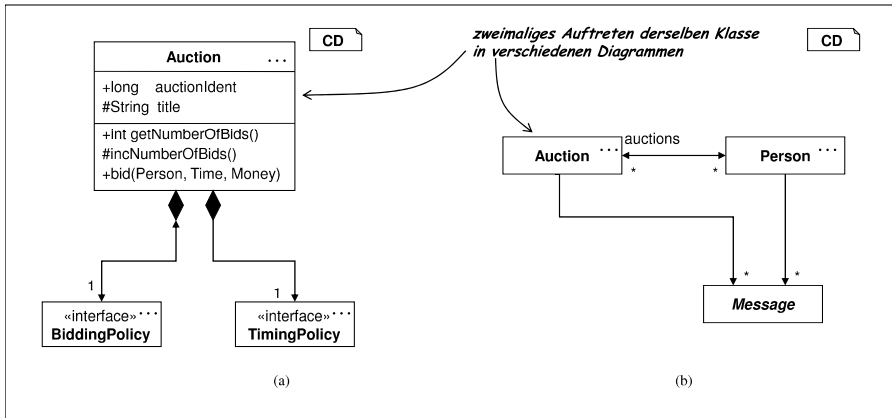 CD
Auction ...
+long auctionIdent
#String title
+int getNumberOfBids()
#incNumberOfBids()
+bid(Person, Time, Money)
1
1
«interface» ...
BiddingPolicy
«interface» ...
TimingPolicy
(a)
zweimaliges Auftreten derselben Klasse
in verschiedenen Diagrammen
CD
Auction ...
auctions
*
*
Person ...
*
*
Message
(b)